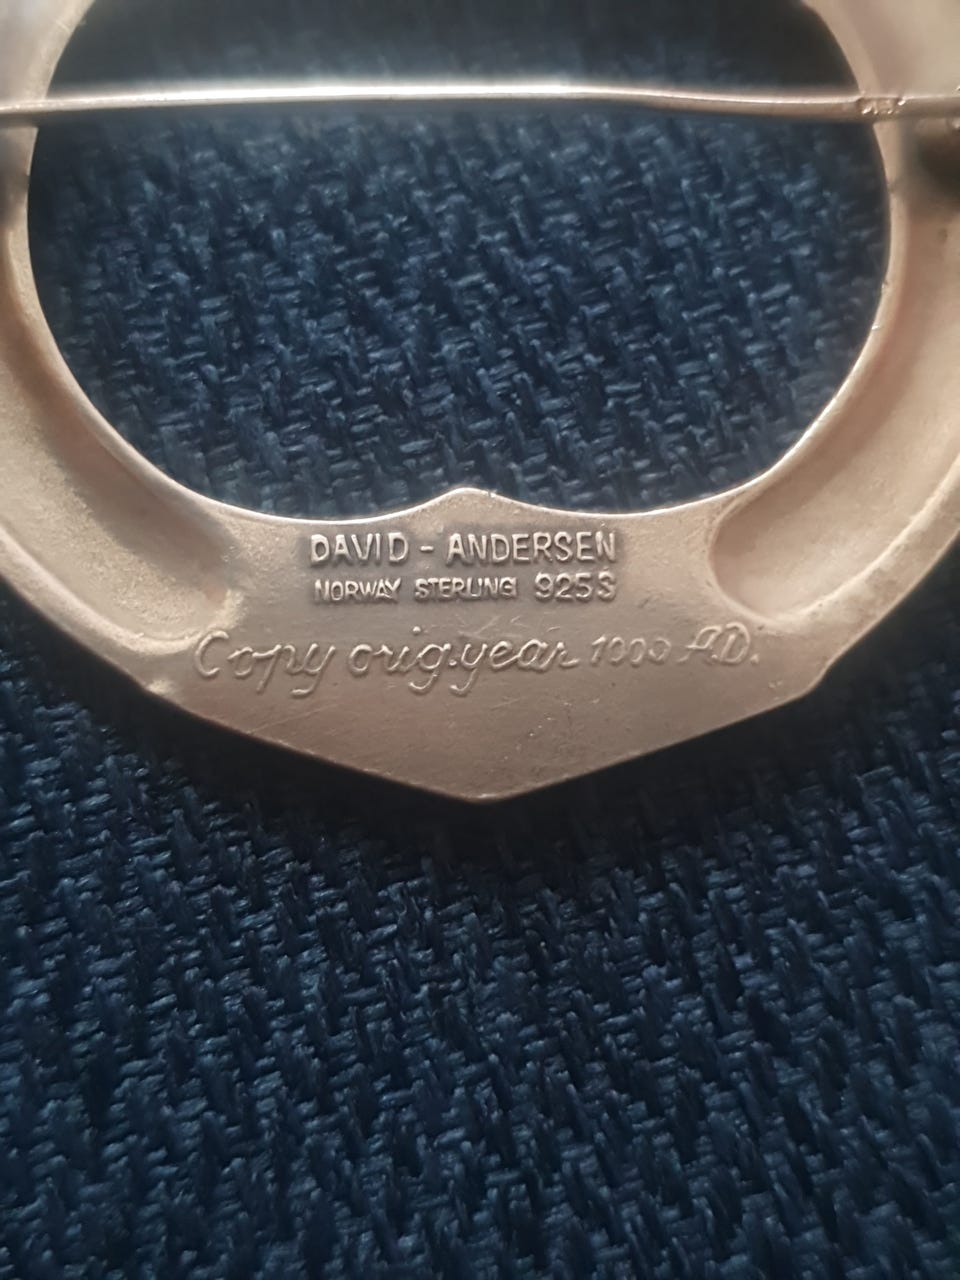 DAVID - ANDERSEN
NORWAY STERLING 925S
Copy orig.year 1000 A.D.